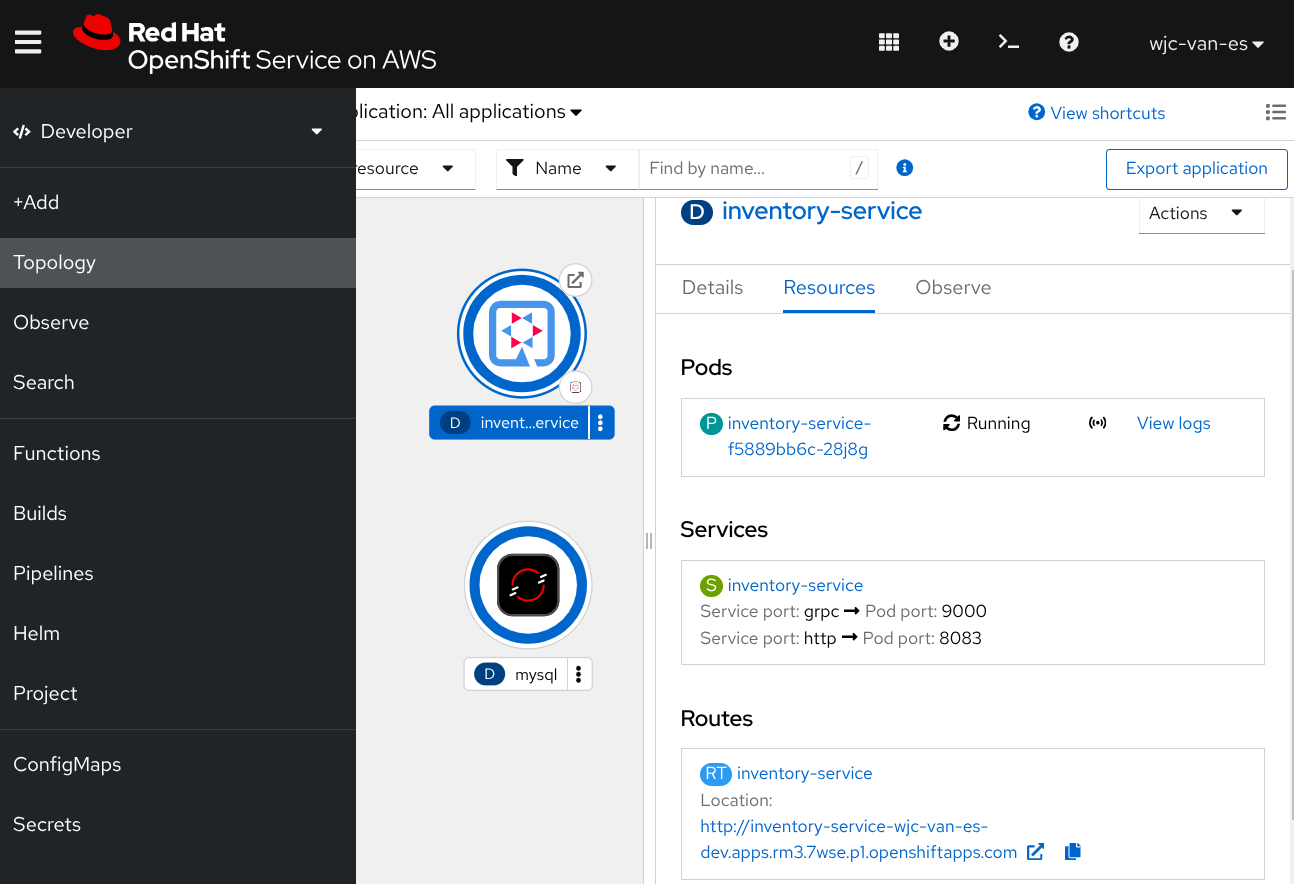 Red Hat
OpenShift Service on AWS
wjc-van-es
Developer
+Add
Topology
Observe
Search
Functions
Builds
Pipelines
Helm
Project
ConfigMaps
Secrets
plication: All applications
View shortcuts
resource
Name
Find by name...
/
Export application
D invent...ervice
D mysql
D inventory-service
Actions
Details Resources Observe
Pods
P inventory-service-
f5889bb6c-28j8g
Running
View logs
Services
S inventory-service
Service port: grpc → Pod port: 9000
Service port: http → Pod port: 8083
Routes
RT inventory-service
Location:
http://inventory-service-wjc-van-es-
dev.apps.rm3.7wse.p1.openshiftapps.com